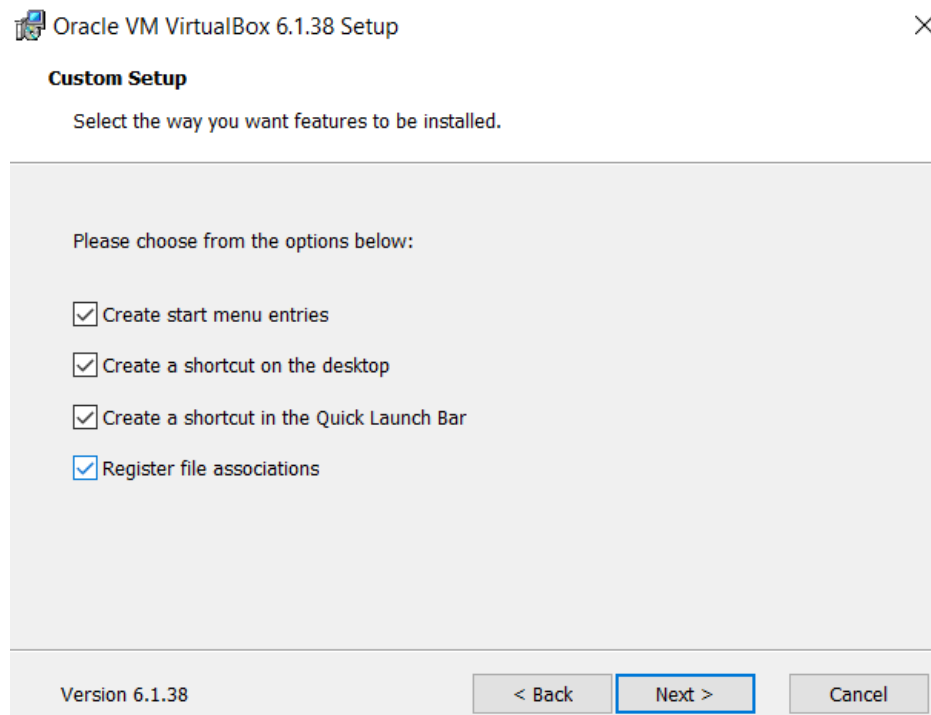 Oracle VM VirtualBox 6.1.38 Setup
Custom Setup
Select the way you want features to be installed.
Please choose from the options below:
Create start menu entries
Create a shortcut on the desktop
Create a shortcut in the Quick Launch Bar
Register file associations
Version 6.1.38
< Back
Next >
Cancel